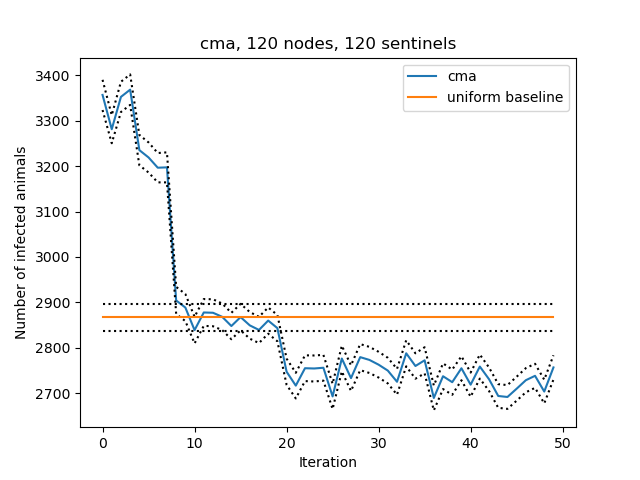 cma, 120 nodes, 120 sentinels
cma
uniform baseline
Number of infected animals
3400
3300
3200
3100
3000
2900
2800
2700
0 10 20 30 40 50
Iteration